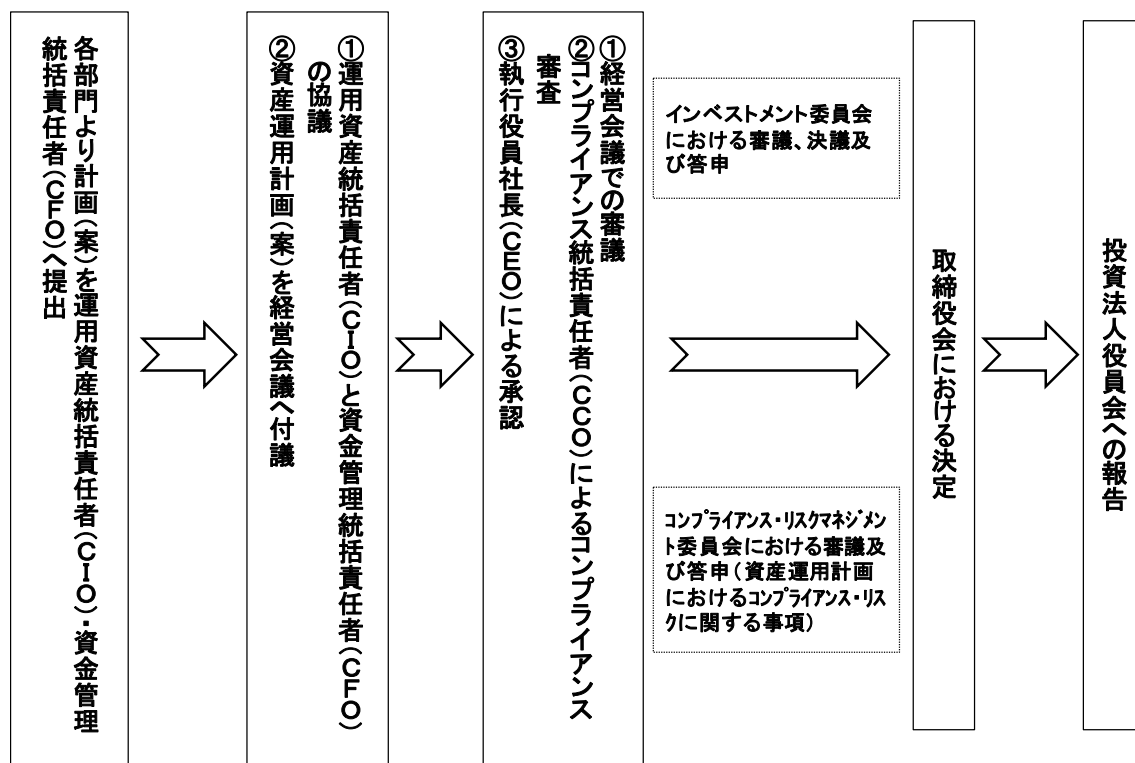 各部門より計画(案)を運用資産統括責任者(CIO)・資金管理
統括責任者(CFO)へ提出
①運用資産統括責任者(CIO)と資金管理統括責任者(CFO)
の協議
②資産運用計画(案)を経営会議へ付議
①経営会議での審議
②コンプライアンス統括責任者(CCO)によるコンプライアンス
審査
③執行役員社長(CEO)による承認
インベストメント委員会
における審議、決議及
び答申
コンプライアンス・リスクマネジメン
ト委員会における審議及
び答申(資産運用計画
におけるコンプライアンス・リス
クに関する事項)
取締役会における決定
投資法人役員会への報告